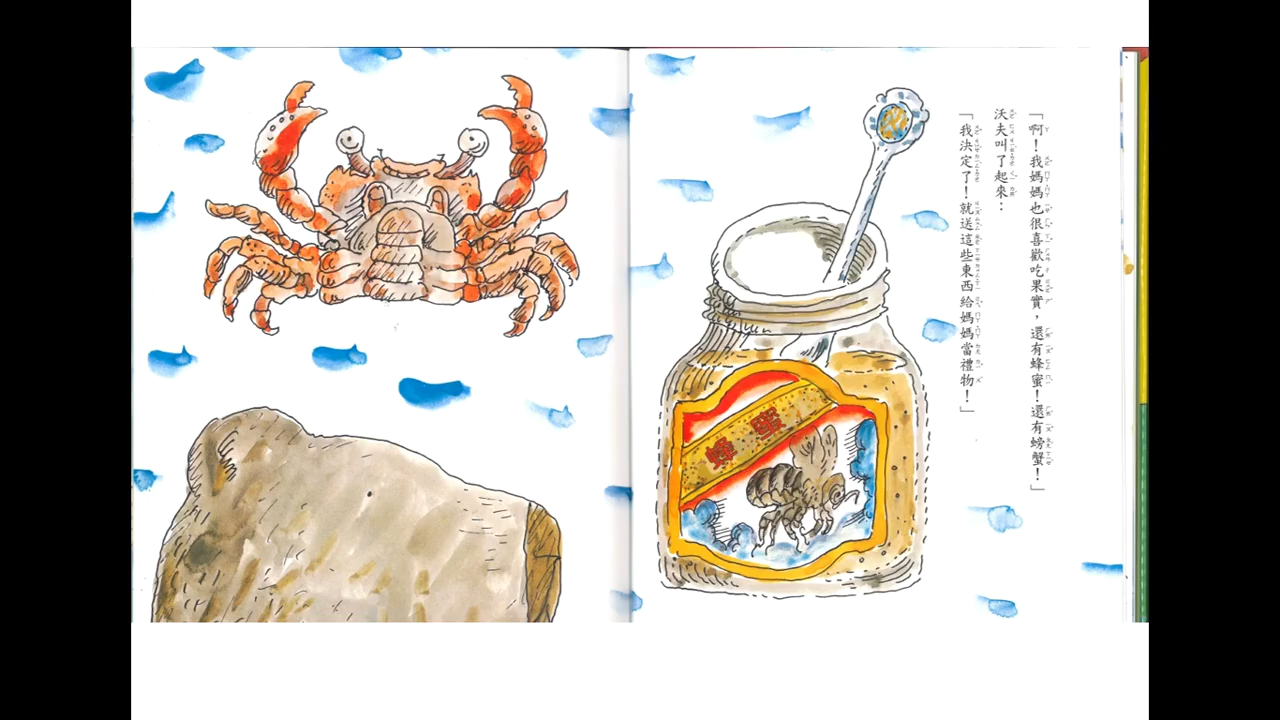 「啊！我媽媽也很喜歡吃果實，還有蜂蜜！還有螃蟹！」
沃夫叫了起來：
「我決定了！就送這些東西給媽媽當禮物！」
蜂蜜